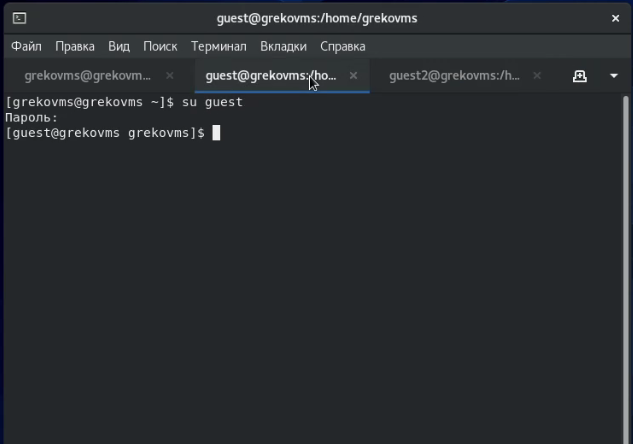 guest@grekovms:/home/grekovms
Файл Правка Вид Поиск Терминал Вкладки Справка
grekovms@grekovm... guest@grekovms:/ho... guest2@grekovms:/h...
[grekovms@grekovms ~]$ su guest
Пароль:
[guest@grekovms grekovms]$